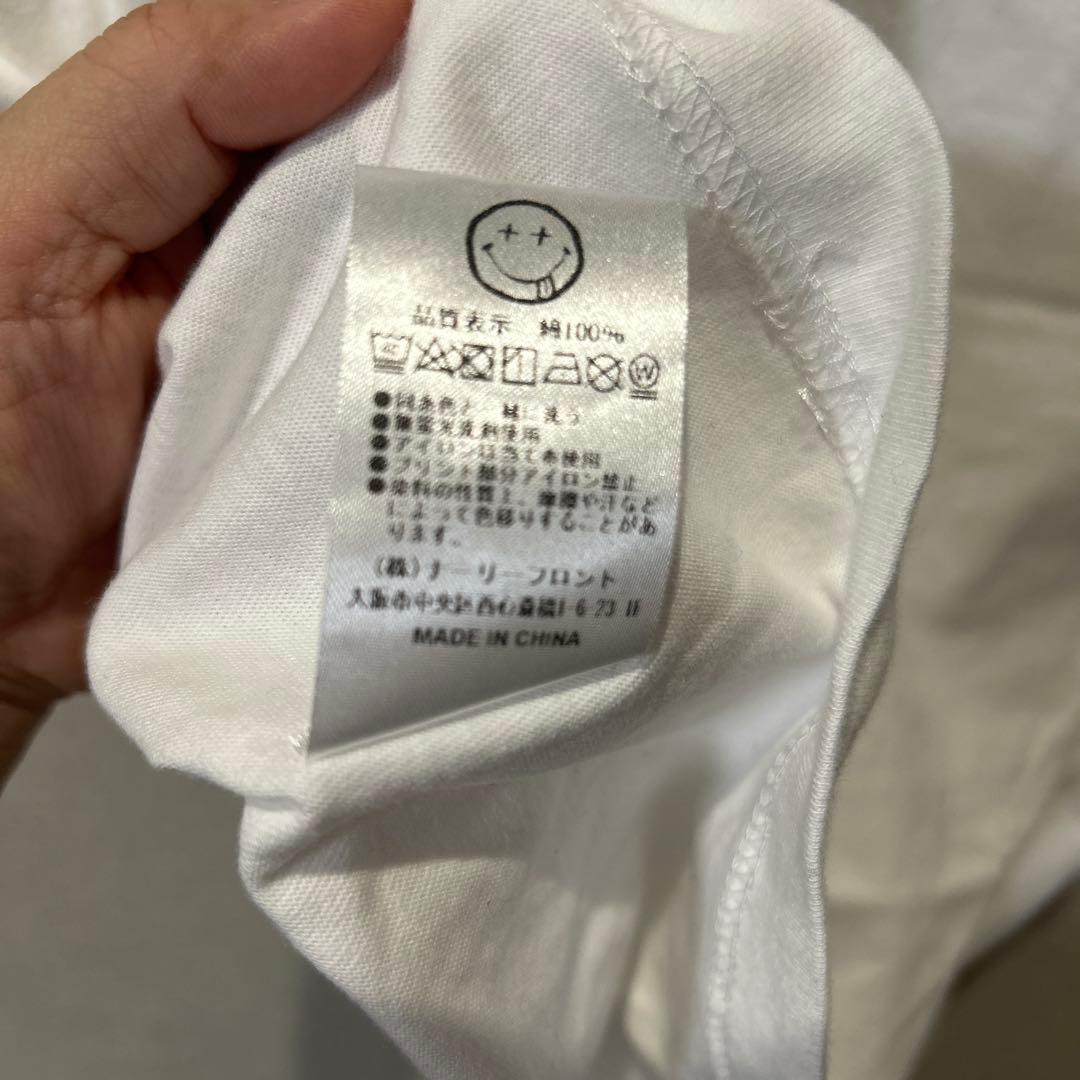 品質表示 綿100%
●同系色と一緒に洗う
●無蛍光洗剤使用
●アイロンは当て布使用
●プリント部分アイロン禁止
●染料の性質上、摩擦や汗など
によって色移りすることがあ
ります。
(株)ナーリーフロント
大阪市中央区西心斎橋1-6-23 1F
MADE IN CHINA